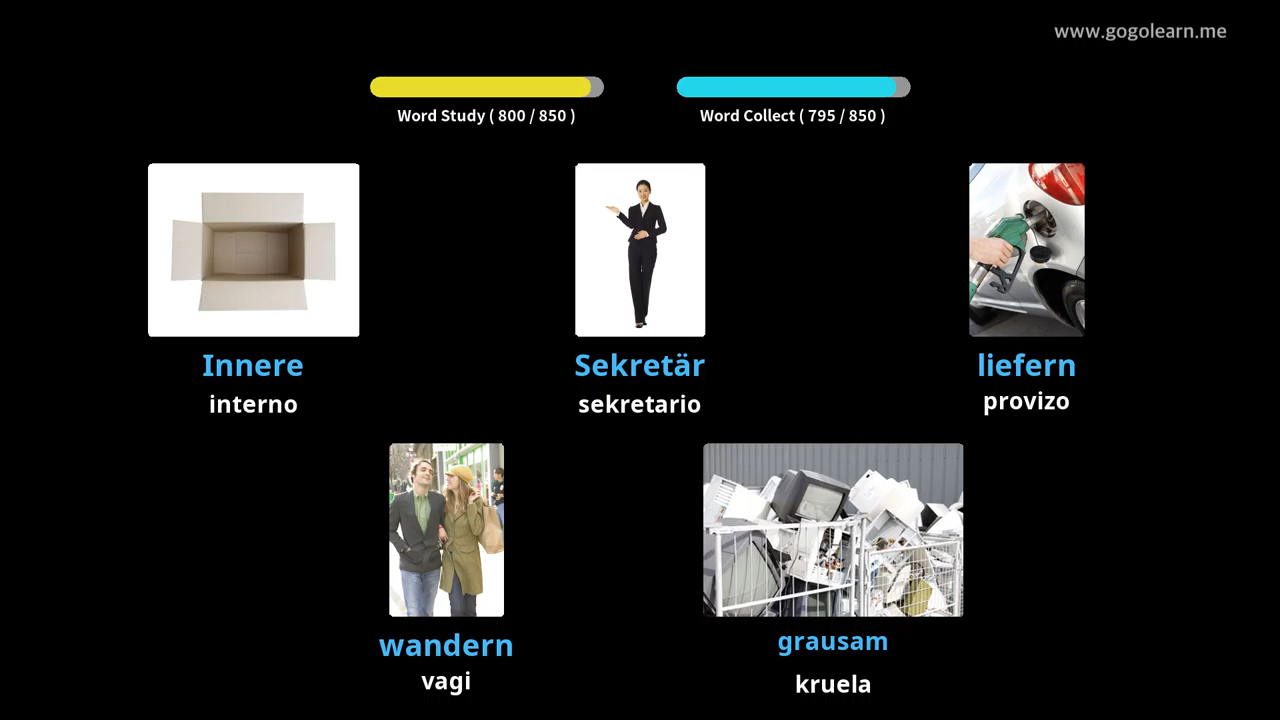 www.gogolearn.me
Word Study ( 800 / 850 )
Word Collect ( 795 / 850 )
Innere
interno
Sekretär
sekretario
liefern
provizo
wandern
vagi
grausam
kruela